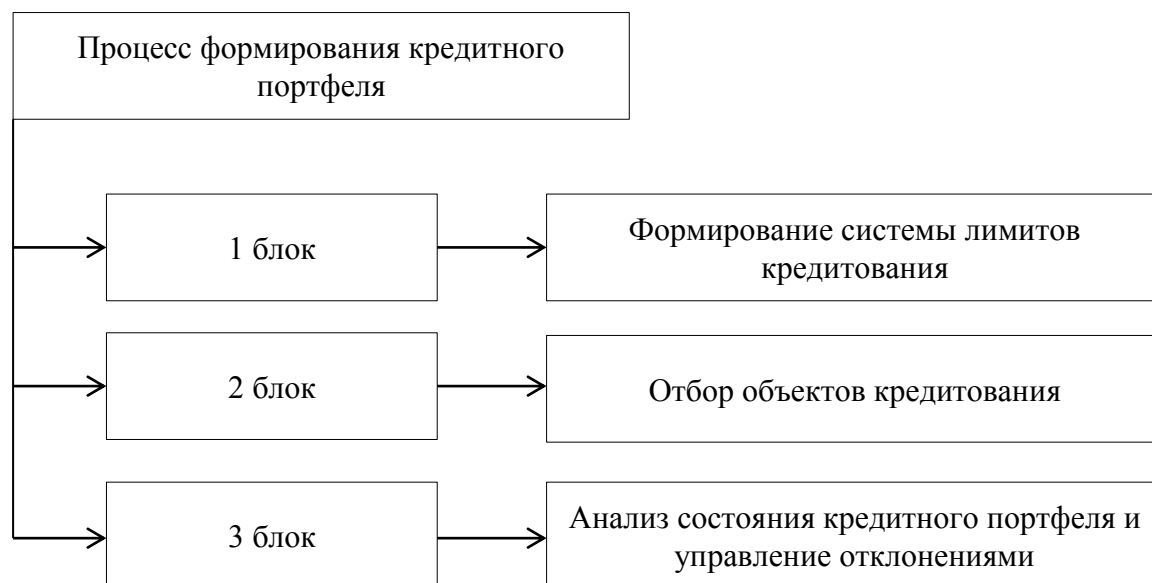 Процесс формирования кредитного
портфеля
1 блок
Формирование системы лимитов
кредитования
2 блок
Отбор объектов кредитования
3 блок
Анализ состояния кредитного портфеля и
управление отклонениями